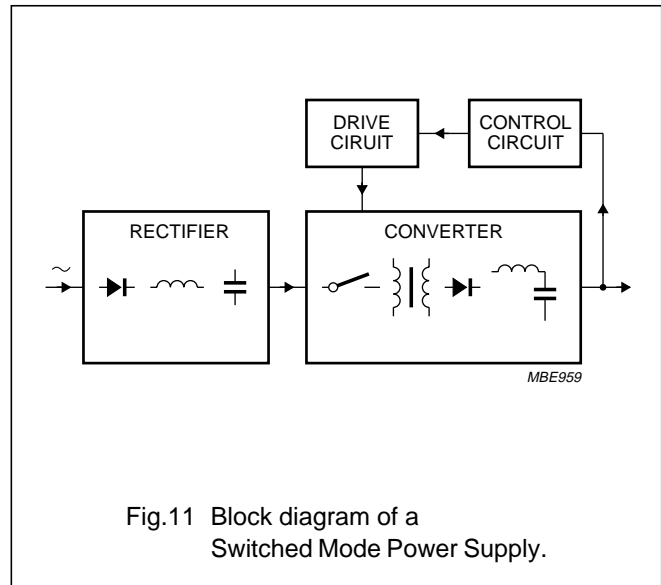 DRIVE
CIRUIT
CONTROL
CIRCUIT
RECTIFIER
CONVERTER
~
MBE959
Fig.11 Block diagram of a
Switched Mode Power Supply.